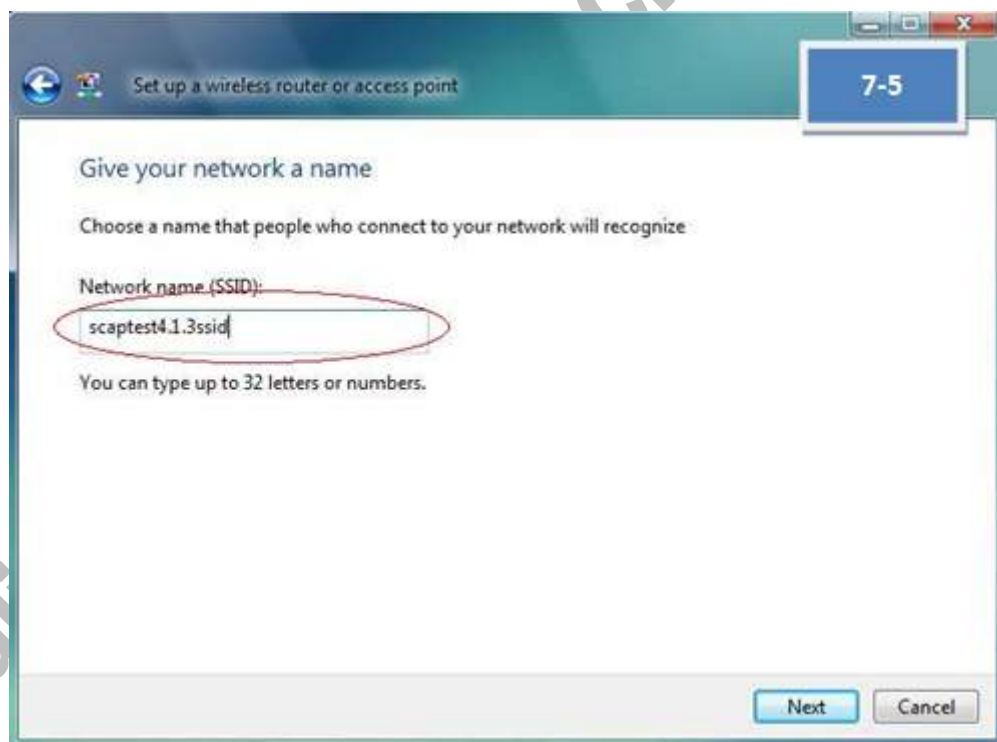 Set up a wireless router or access point
7-5
Give your network a name
Choose a name that people who connect to your network will recognize
Network name (SSID):
scaptest4.1.3ssid
You can type up to 32 letters or numbers.
Next
Cancel